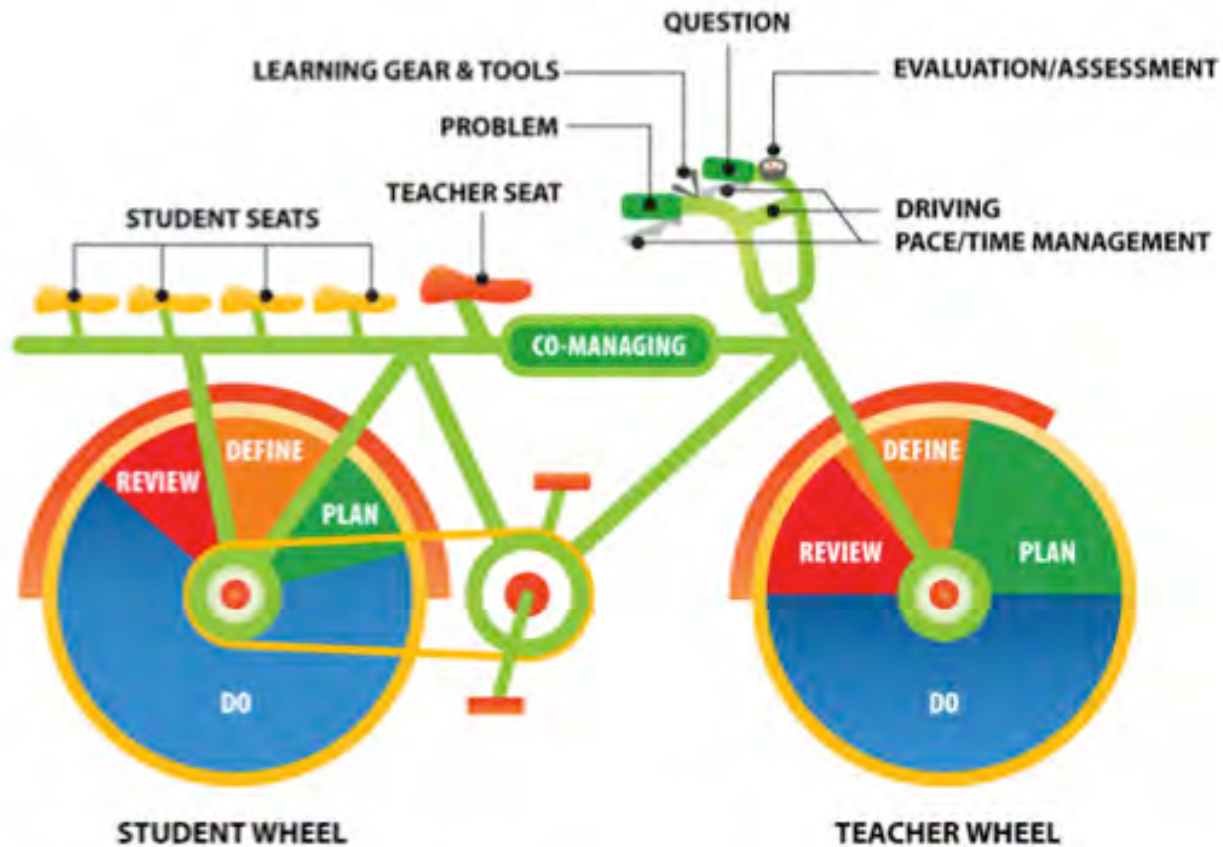 QUESTION
LEARNING GEAR & TOOLS
EVALUATION/ASSESSMENT
PROBLEM
TEACHER SEAT
STUDENT SEATS
DRIVING
PACE/TIME MANAGEMENT
CO-MANAGING
REVIEW
DEFINE
PLAN
DO
REVIEW
DEFINE
PLAN
DO
STUDENT WHEEL
TEACHER WHEEL